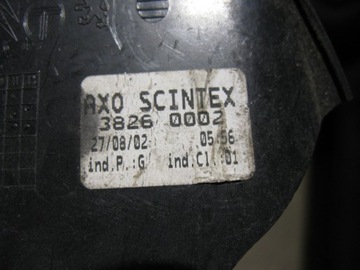 AXO SCINTEX
3826 0002
27/08/02 05:56
ind.P.:G ind.Cl :01